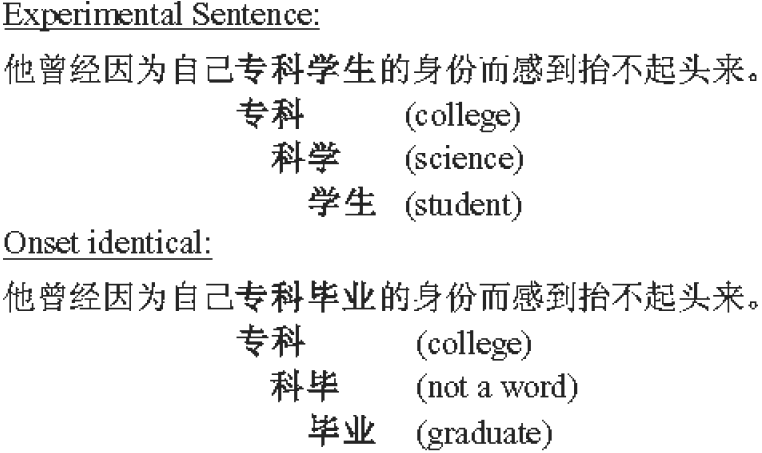 Experimental Sentence:
他曾经因为自己专科学生的身份而感到抬不起头来。
专科 (college)
科学 (science)
学生 (student)
Onset identical:
他曾经因为自己专科毕业的身份而感到抬不起头来。
专科 (college)
科毕 (not a word)
毕业 (graduate)